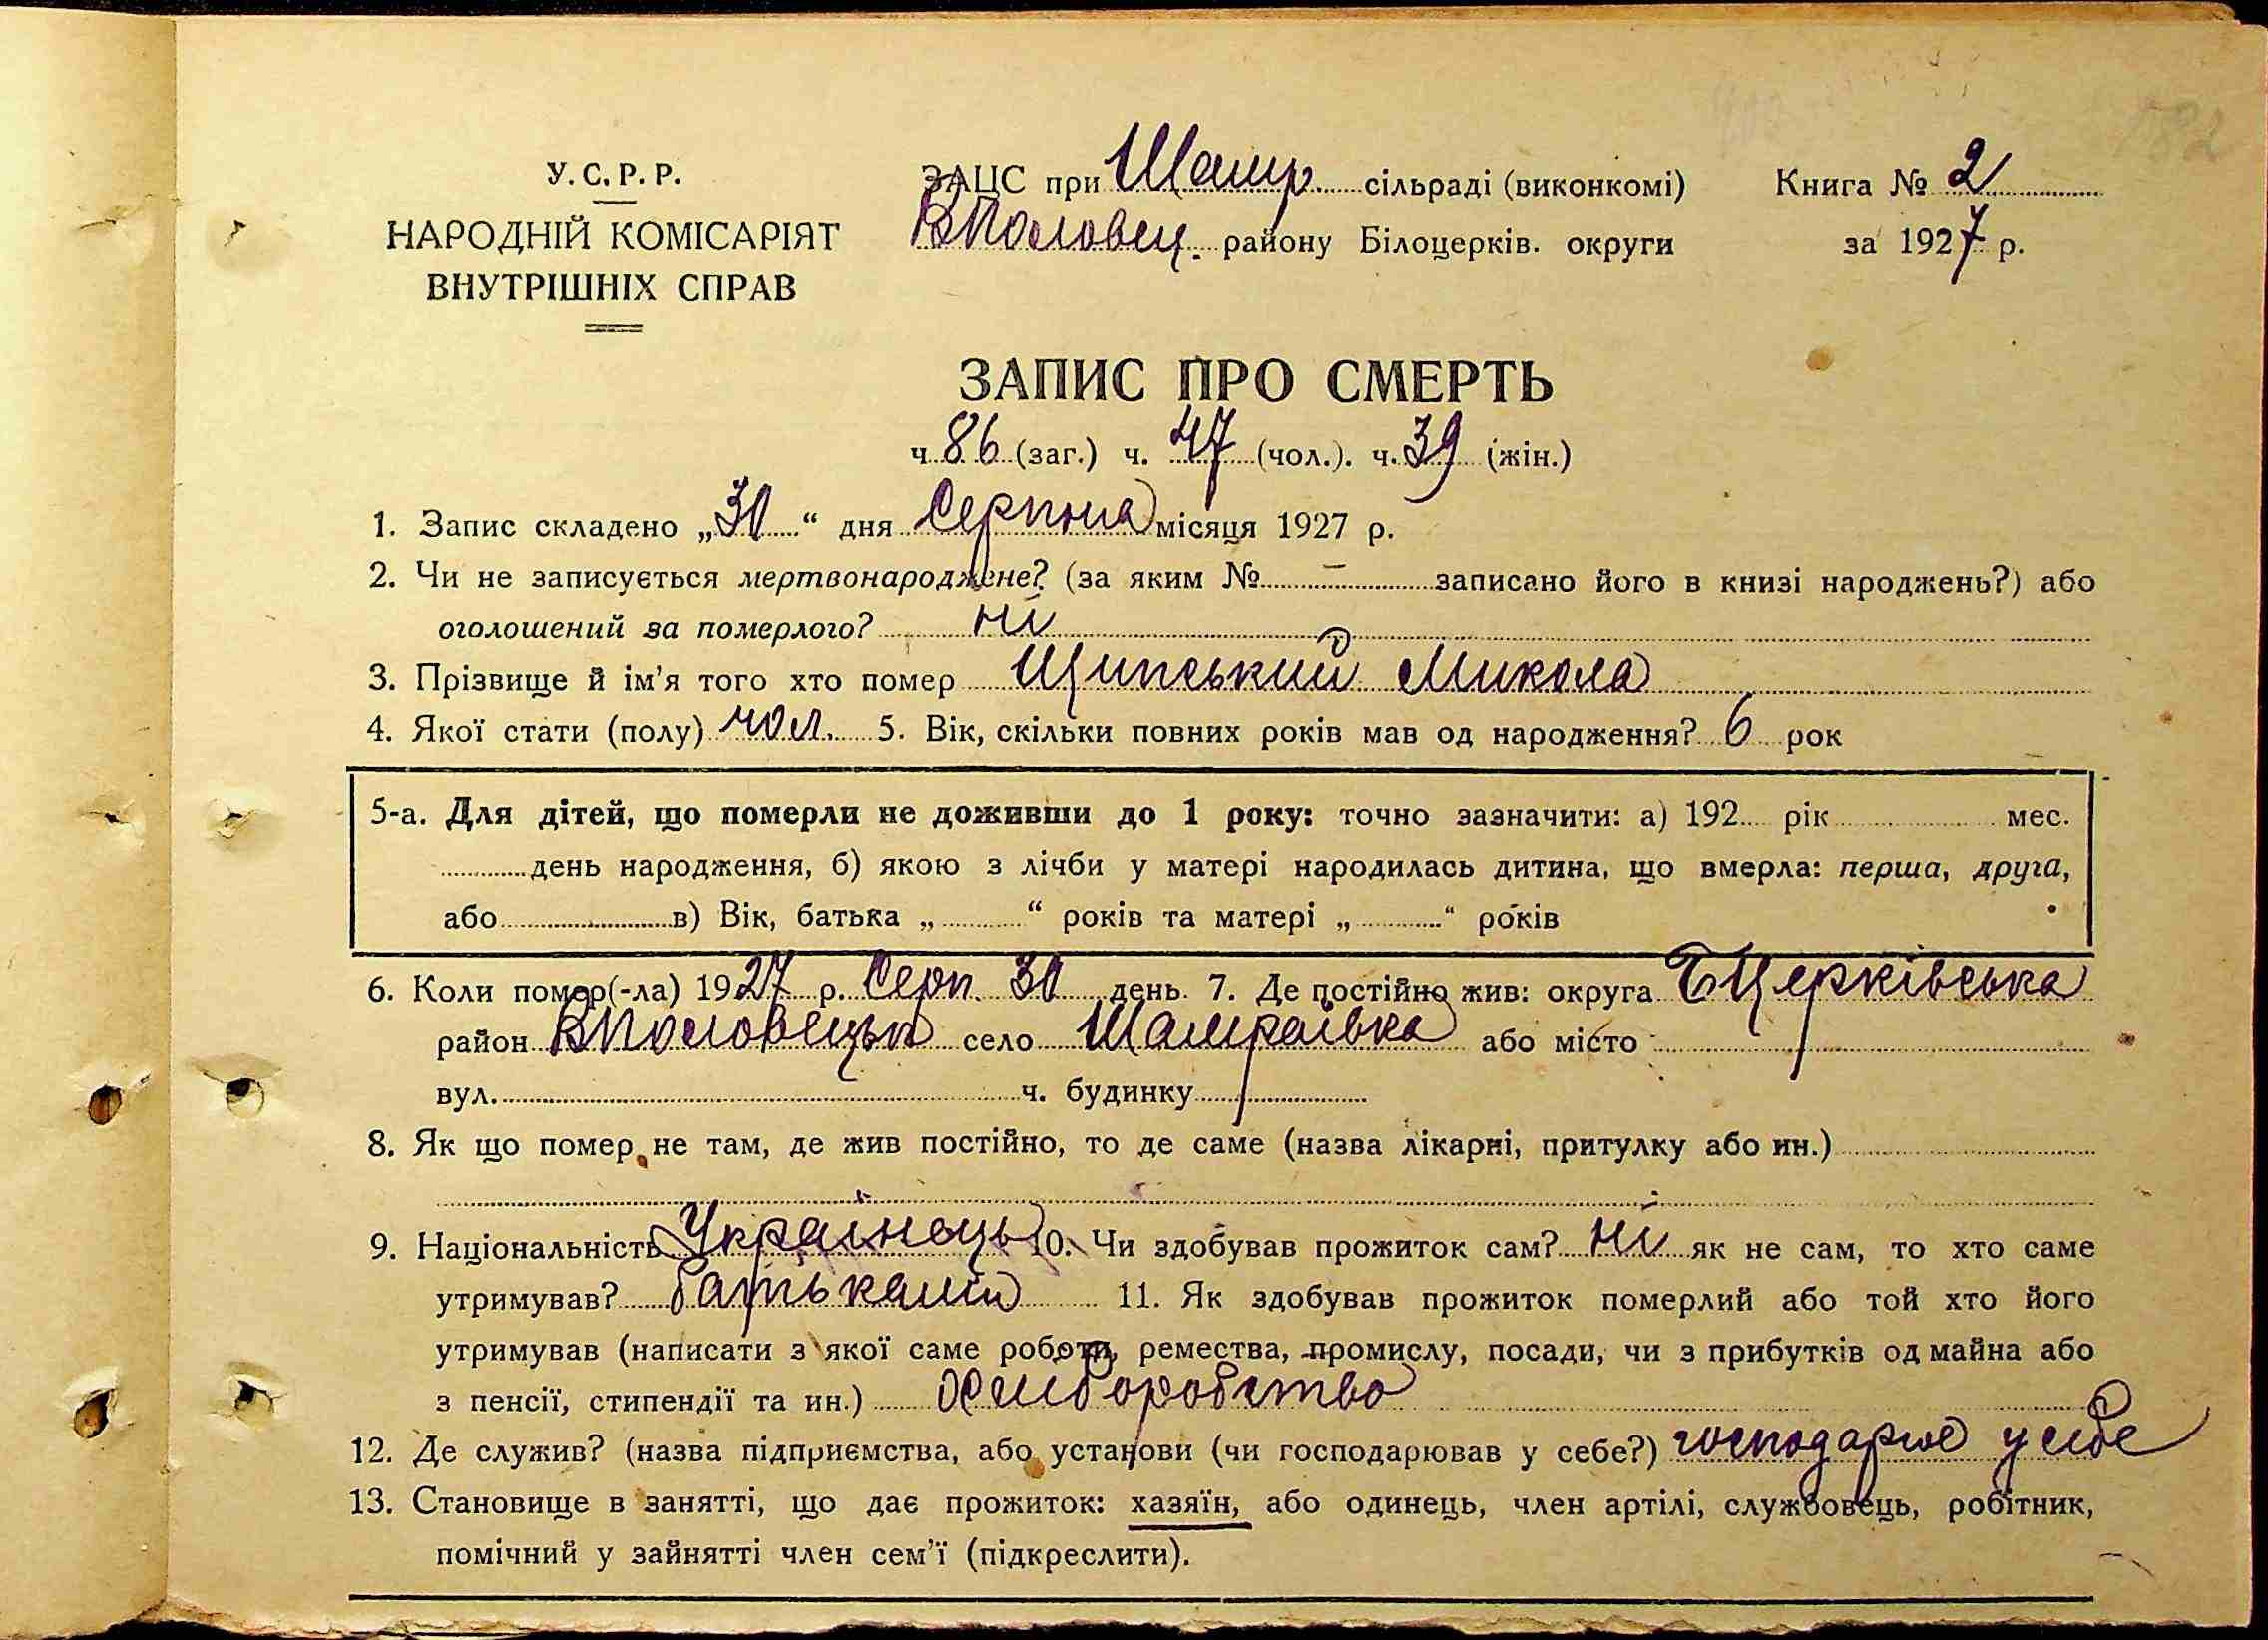 У.С.Р.Р.
НАРОДНІЙ КОМІСАРІЯТ
ВНУТРІШНІХ СПРАВ
ЗАЦС при Шамр. сільраді (виконкомі)
ВПоловец. району Білоцерків. округи
Книга № 2
за 1927 р.
ЗАПИС ПРО СМЕРТЬ
ч. 86 (заг.) ч. 47 (чол.). ч. 39 (жін.)
1. Запис складено „30“ дня Серпня місяця 1927 р.
2. Чи не записується мертвонароджене? (за яким № — записано його в книзі народжень?) або
оголошений за померлого? ні
3. Прізвище й ім'я того хто помер Щипський Микола
4. Якої стати (полу) чол. 5. Вік, скільки повних років мав од народження? 6 рок
5-а. Для дітей, що померли не доживши до 1 року: точно зазначити: а) 192 рік мес.
день народження, б) якою з лічби у матері народилась дитина, що вмерла: перша, друга,
або в) Вік, батька „ “ років та матері „ “ років
6. Коли помер(-ла) 1927 р. Серп. 30 день. 7. Де постійно жив: округа БЦерківська
район ВПоловецьк село Шамраївка або місто
вул. ч. будинку
8. Як що помер не там, де жив постійно, то де саме (назва лікарні, притулку або ин.)
9. Національність Українець 10. Чи здобував прожиток сам? ні як не сам, то хто саме
утримував? батьками 11. Як здобував прожиток померлий або той хто його
утримував (написати з якої саме роботи, ремества, промислу, посади, чи з прибутків од майна або
з пенсії, стипендії та ин.)
12. Де служив? (назва підприємства, або установи (чи господарював у себе?) господарює у себе
13. Становище в занятті, що дає прожиток: хазяїн, або одинець, член артілі, службовець, робітник,
помічний у зайнятті член сем'ї (підкреслити).